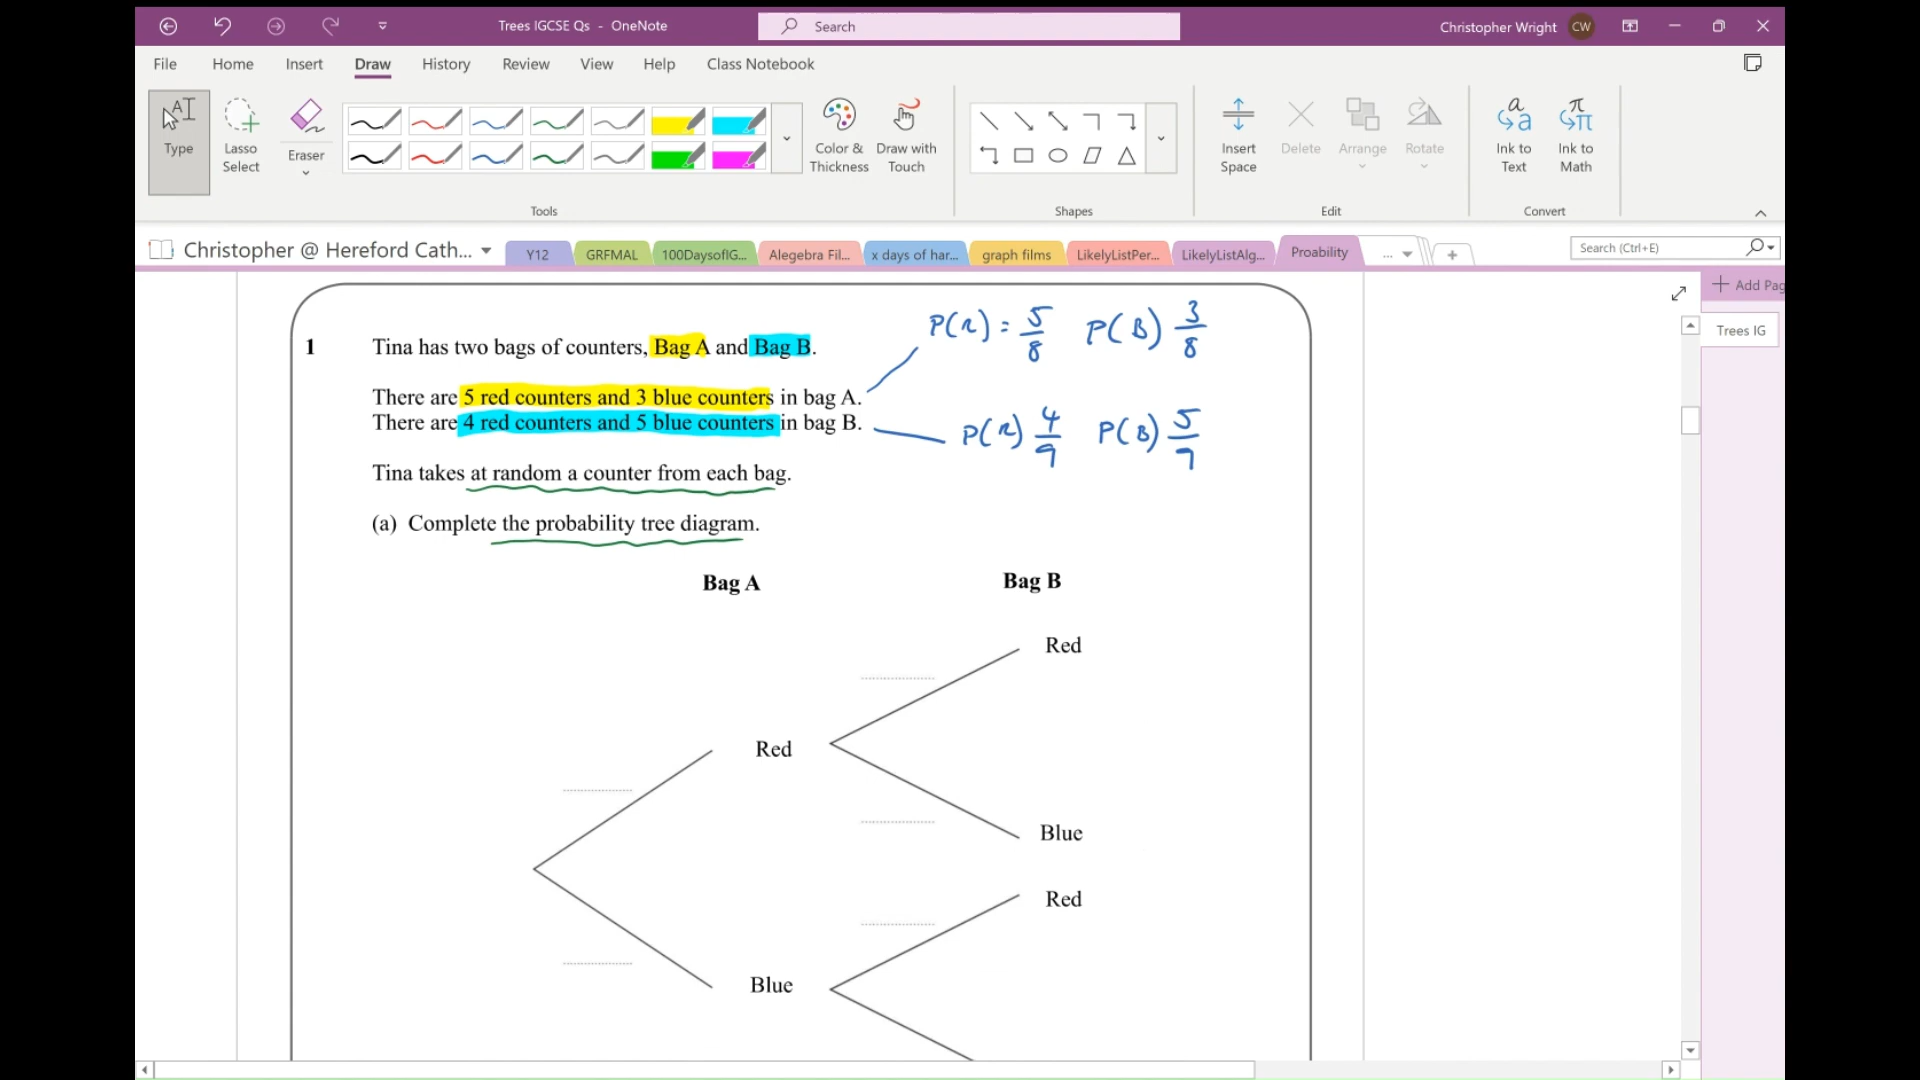 Trees IGCSE Qs - OneNote
Search
Christopher Wright CW
File Home Insert Draw History Review View Help Class Notebook
Type
Lasso Select
Eraser
Color & Thickness
Draw with Touch
Insert Space
Delete
Arrange
Rotate
Ink to Text
Ink to Math
Tools Shapes Edit Convert
Christopher @ Hereford Cath...
Y12 GRFMAL 100DaysofIG... Alegebra Fil... x days of har... graph films LikelyListPer... LikelyListAlg... Proability ...
Search (Ctrl+E)
Add Pag
Trees IG
P(R) = 5/8 P(B) 3/8
1 Tina has two bags of counters, Bag A and Bag B.
There are 5 red counters and 3 blue counters in bag A.
There are 4 red counters and 5 blue counters in bag B.
P(R) 4/9 P(B) 5/9
Tina takes at random a counter from each bag.
(a) Complete the probability tree diagram.
Bag A Bag B
Red
Red
Blue
Red
Blue